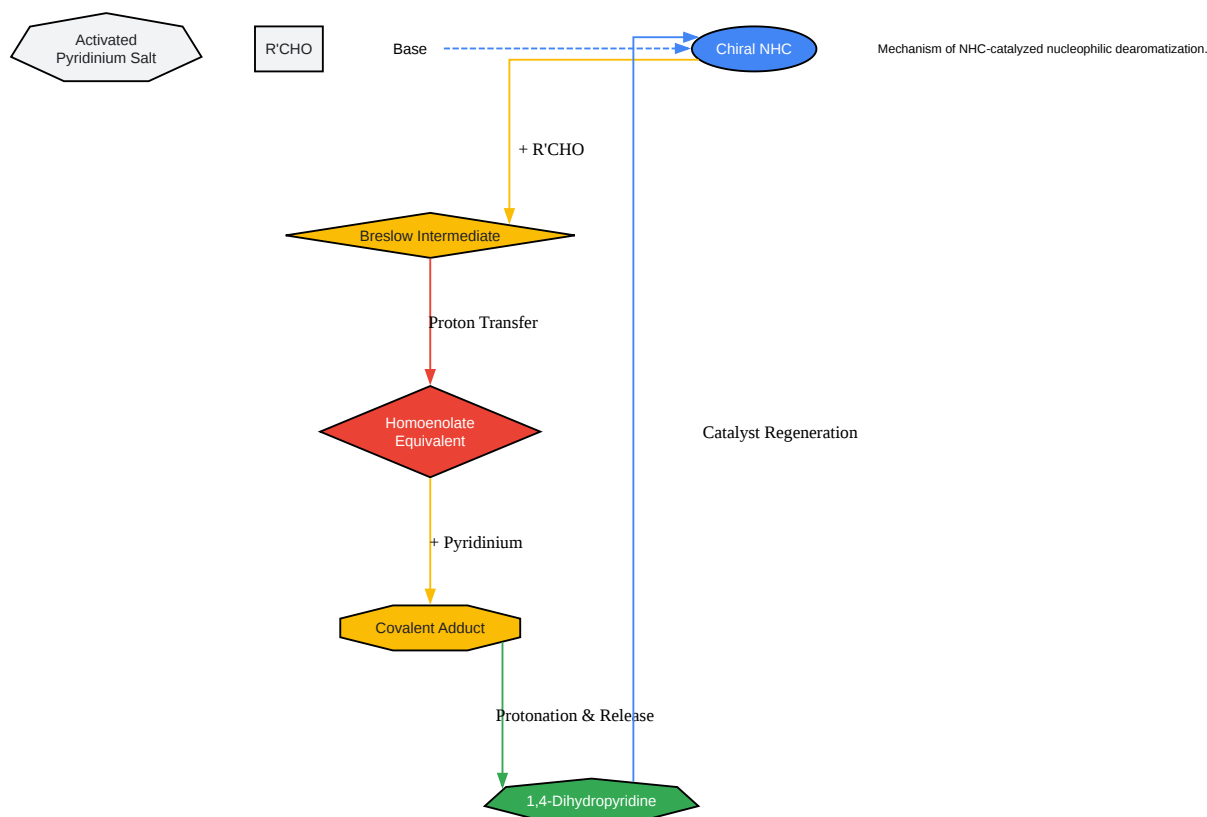 Activated
Pyridinium Salt
R'CHO
Base
Chiral NHC
Mechanism of NHC-catalyzed nucleophilic dearomatization.
+ R'CHO
Breslow Intermediate
Proton Transfer
Homoenolate
Equivalent
Catalyst Regeneration
+ Pyridinium
Covalent Adduct
Protonation & Release
1,4-Dihydropyridine